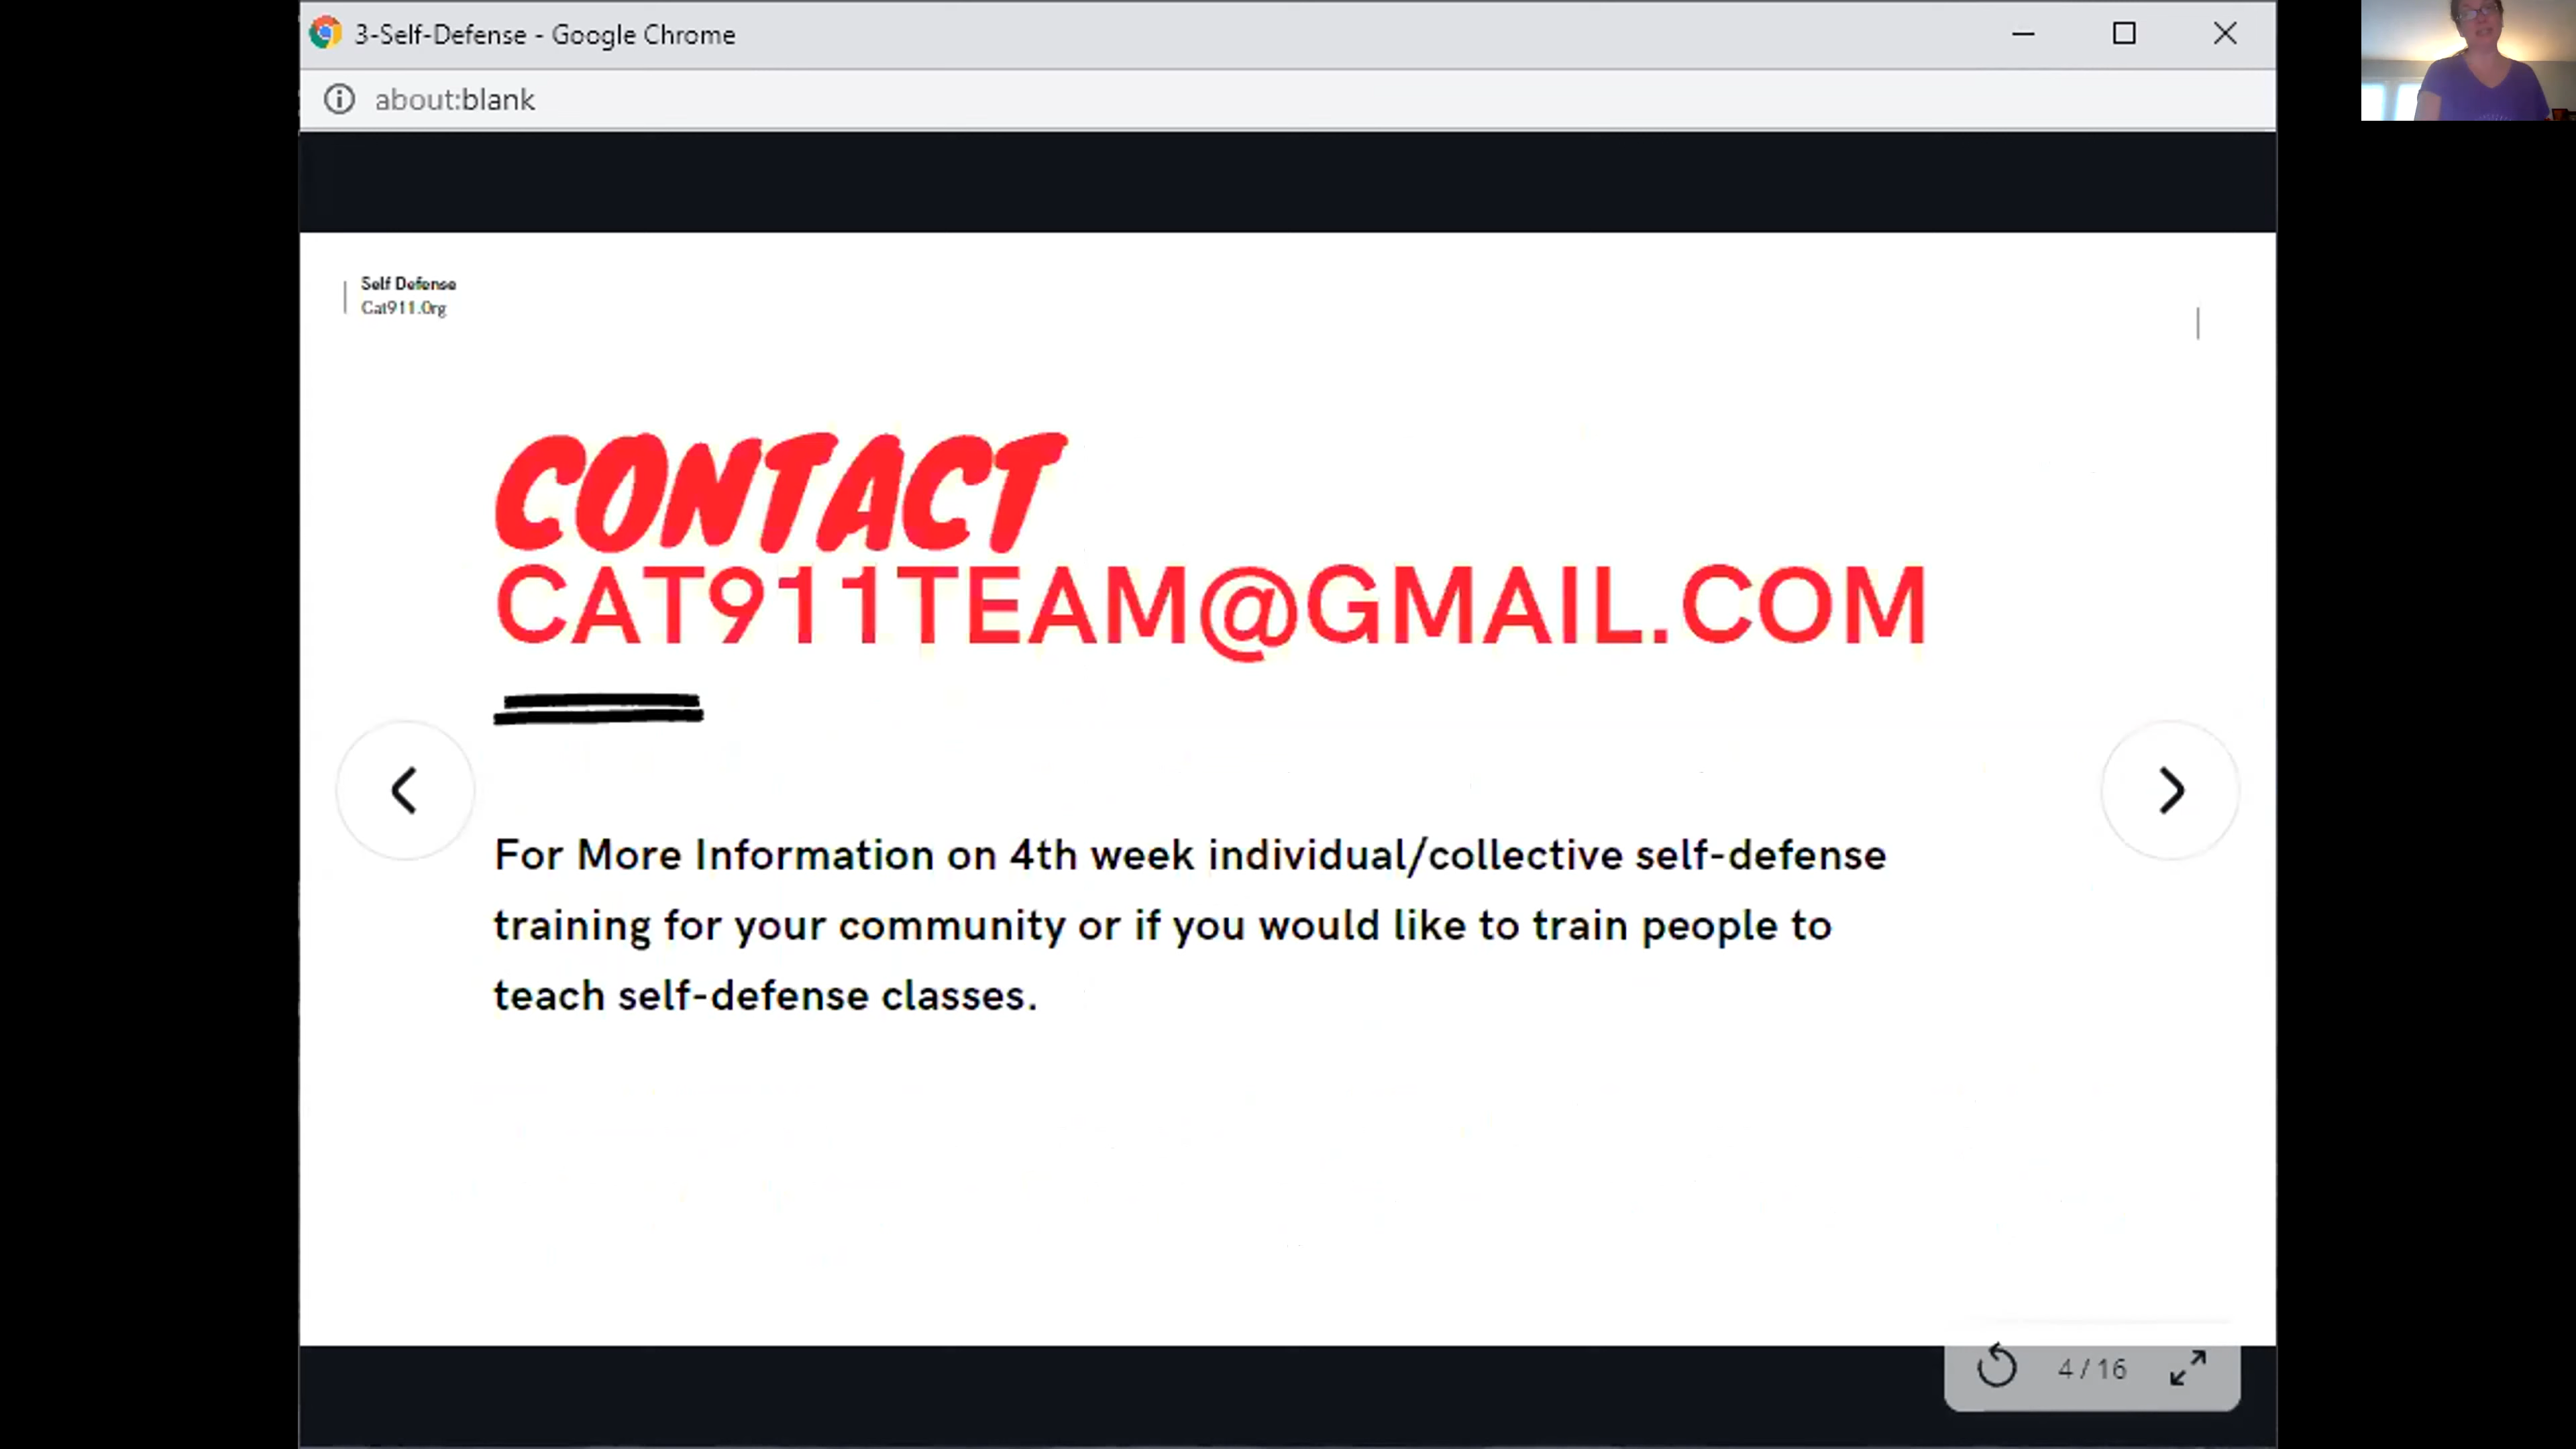 3-Self-Defense - Google Chrome
about:blank
Self Defense
Cat911.Org
CONTACT
CAT911TEAM@GMAIL.COM
For More Information on 4th week individual/collective self-defense
training for your community or if you would like to train people to
teach self-defense classes.
4 / 16